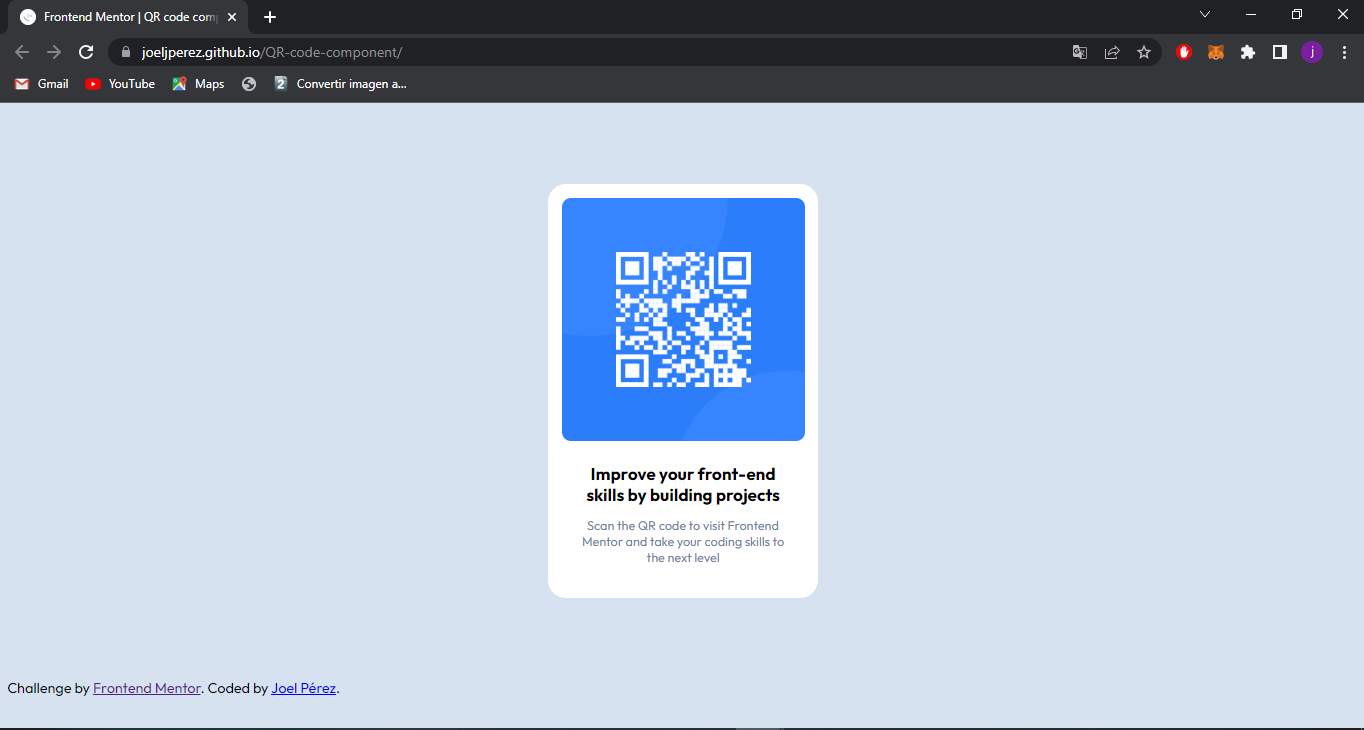 Frontend Mentor | QR code com
joeljperez.github.io/QR-code-component/
j
Gmail
YouTube
Maps
2
Convertir imagen a...
Improve your front-end
skills by building projects
Scan the QR code to visit Frontend
Mentor and take your coding skills to
the next level
Challenge by Frontend Mentor. Coded by Joel Pérez.